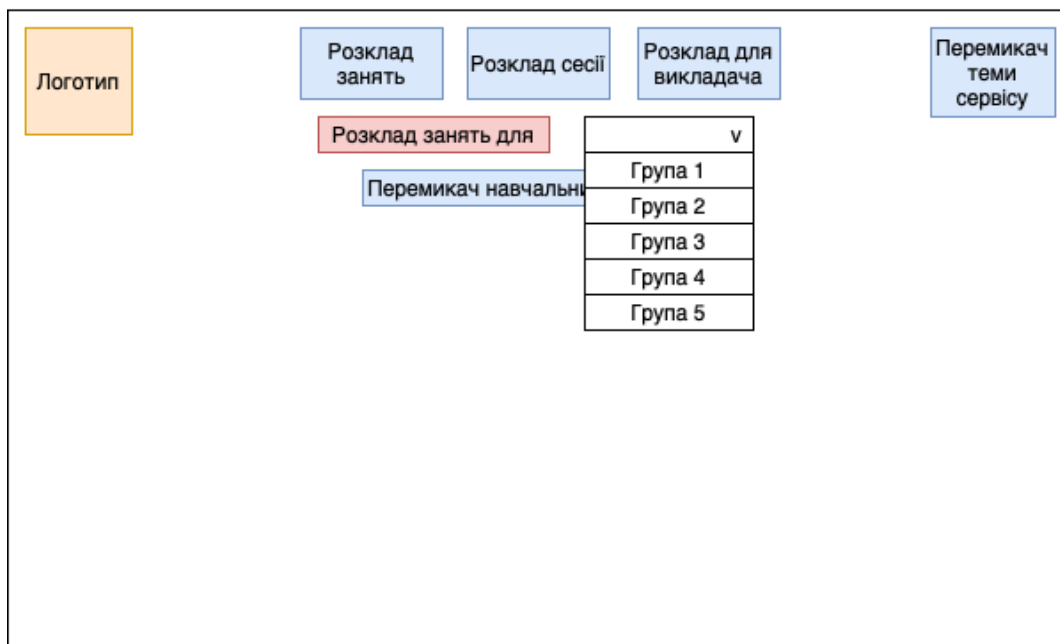 Логотип
Розклад
занять
Розклад сесії
Розклад для
викладача
Перемикач
теми
сервісу
Розклад занять для
v
Перемикач навчальни
Група 1
Група 2
Група 3
Група 4
Група 5